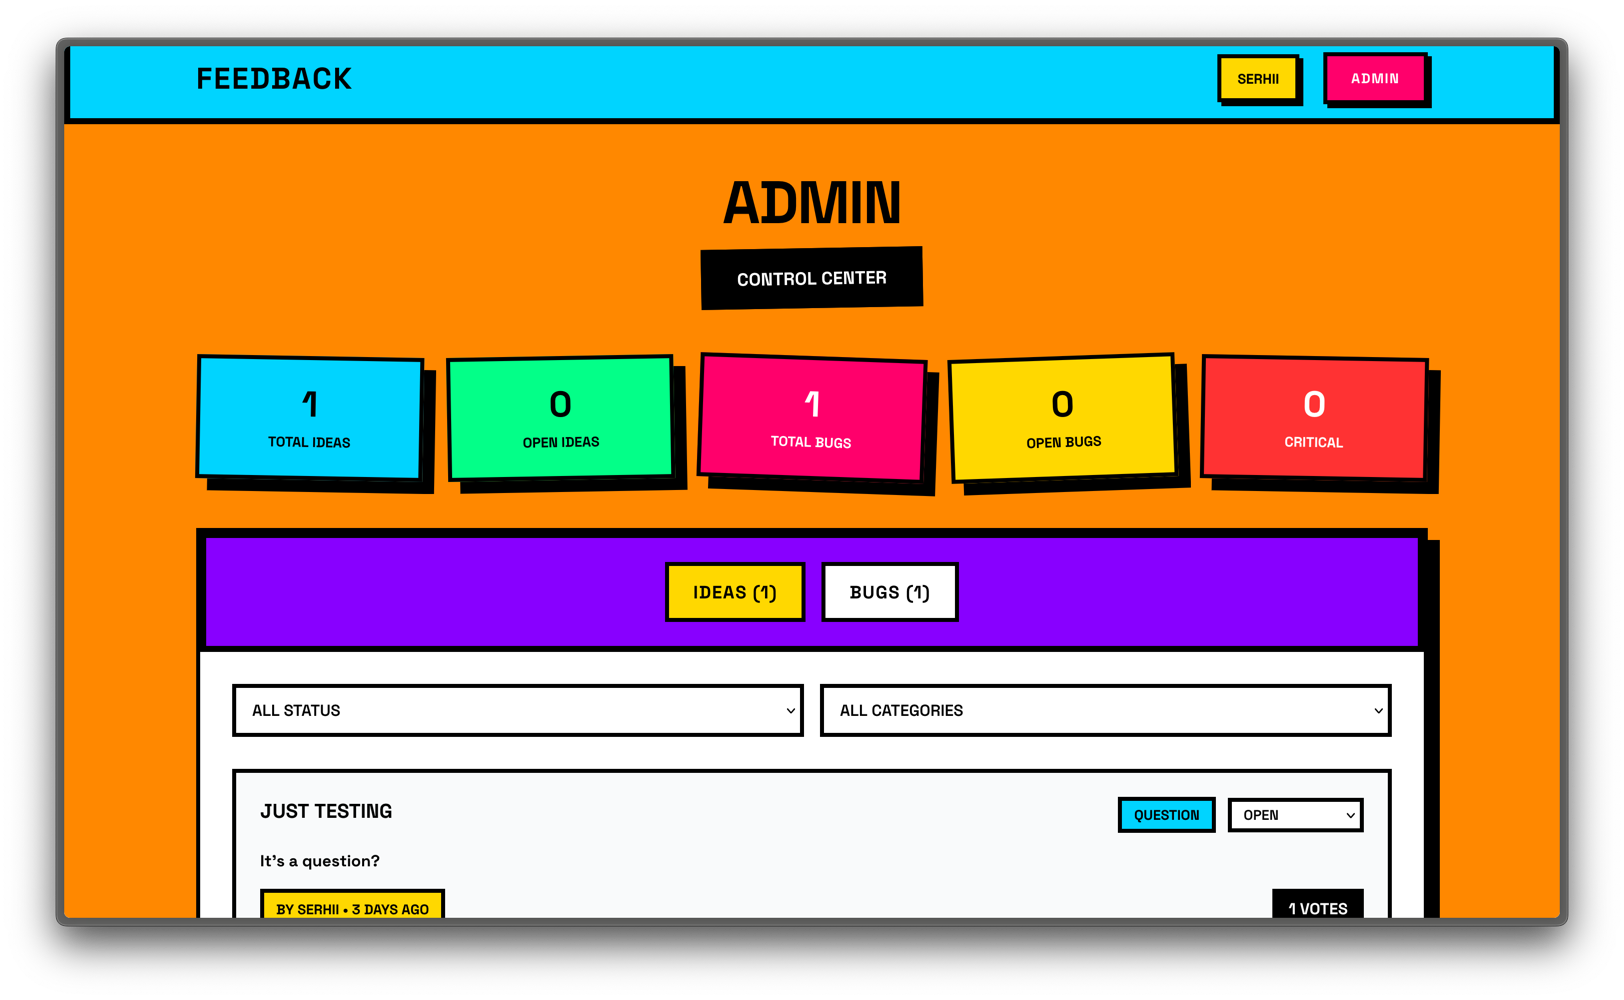 FEEDBACK
SERHII
ADMIN
ADMIN
CONTROL CENTER
1
TOTAL IDEAS
0
OPEN IDEAS
1
TOTAL BUGS
0
OPEN BUGS
0
CRITICAL
IDEAS (1)
BUGS (1)
ALL STATUS
ALL CATEGORIES
JUST TESTING
QUESTION
OPEN
It's a question?
BY SERHII • 3 DAYS AGO
1 VOTES